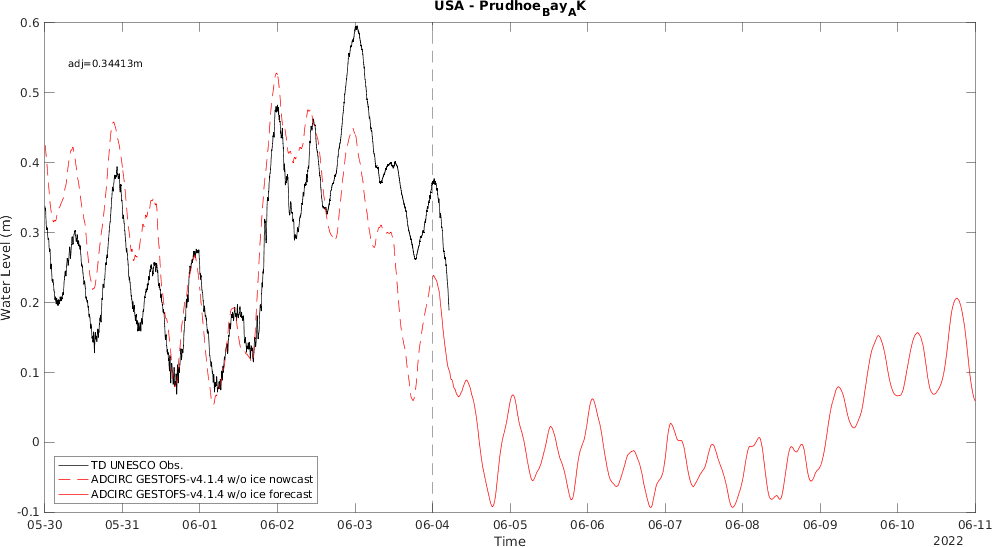 USA - Prudhoe_Bay_AK
adj=0.34413m
0.6
0.5
0.4
0.3
0.2
0.1
0
-0.1
Water Level (m)
TD UNESCO Obs.
ADCIRC GESTOFS-v4.1.4 w/o ice nowcast
ADCIRC GESTOFS-v4.1.4 w/o ice forecast
05-30 05-31 06-01 06-02 06-03 06-04 06-05 06-06 06-07 06-08 06-09 06-10 06-11
Time
2022